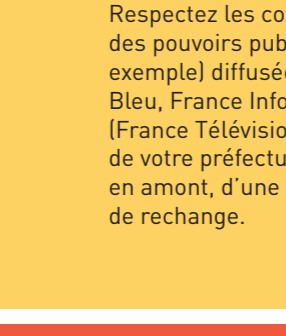 Respectez les co
des pouvoirs pub
exemple) diffusé
Bleu, France Info
(France Télévisio
de votre préfectu
en amont, d'une
de rechange.